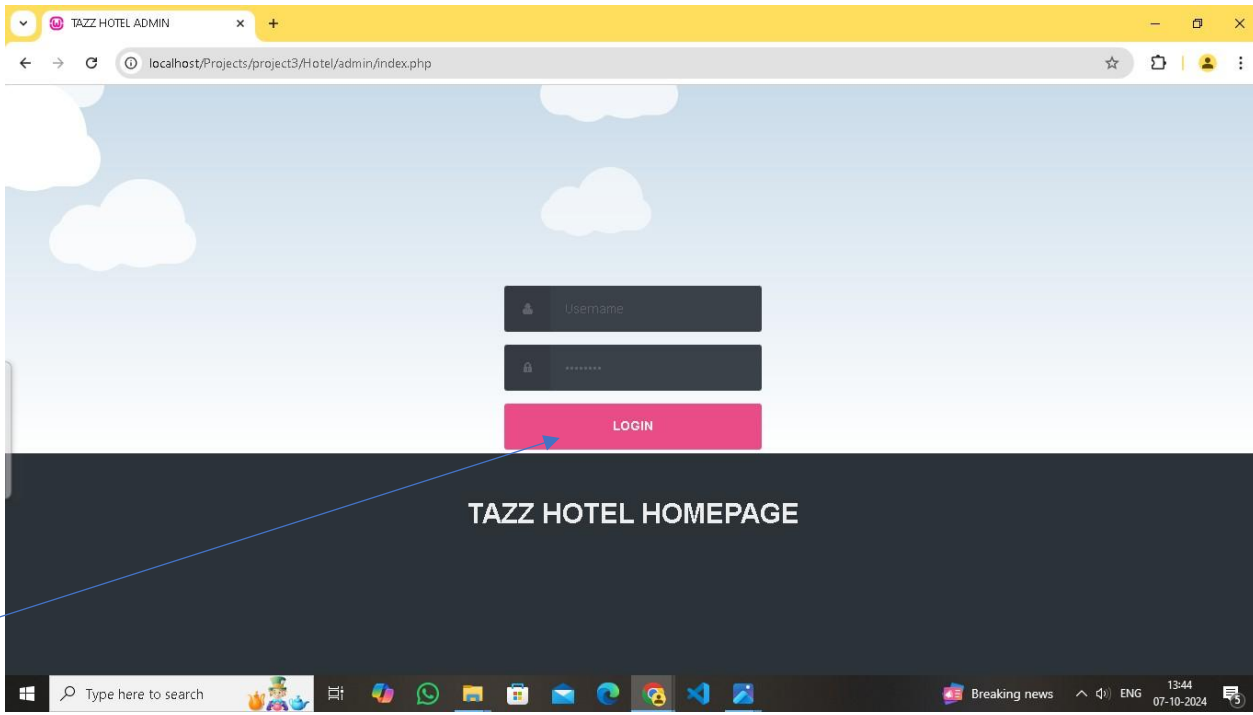 TAZZ HOTEL ADMIN
localhost/Projects/project3/Hotel/admin/index.php
Username
LOGIN
TAZZ HOTEL HOMEPAGE
Type here to search
Breaking news
ENG
13:44
07-10-2024
5